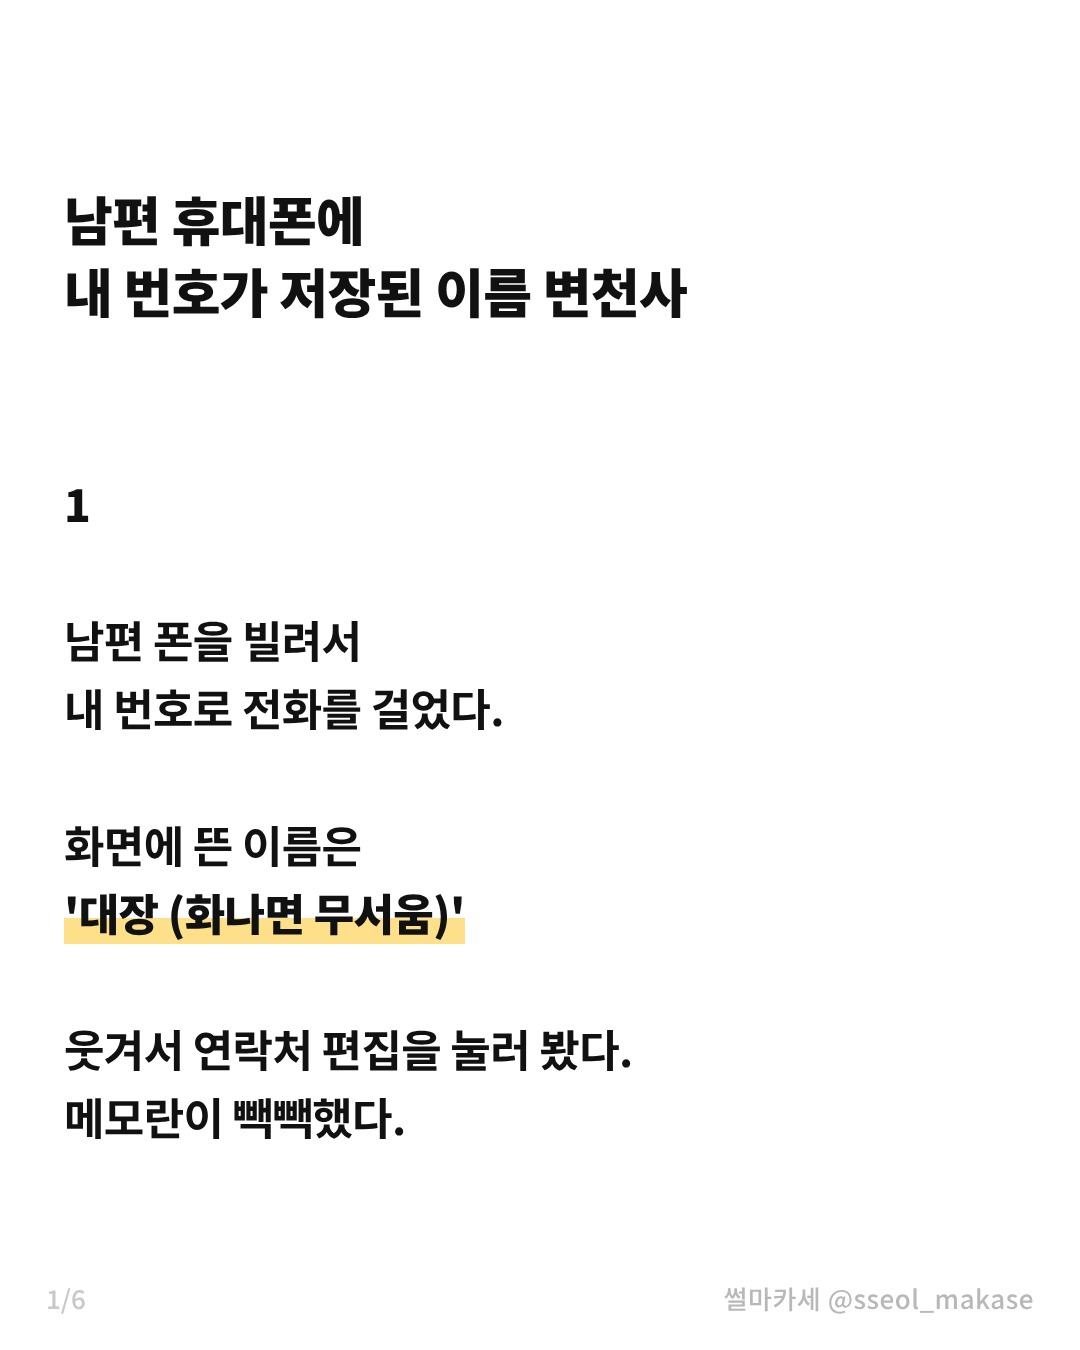 남편 휴대폰에
내 번호가 저장된 이름 변천사
1
남편 폰을 빌려서
내 번호로 전화를 걸었다.
화면에 뜬 이름은
'대장 (화나면 무서움)'
웃겨서 연락처 편집을 눌러 봤다.
메모란이 빽빽했다.
1/6
썰마카세 @sseol_makase